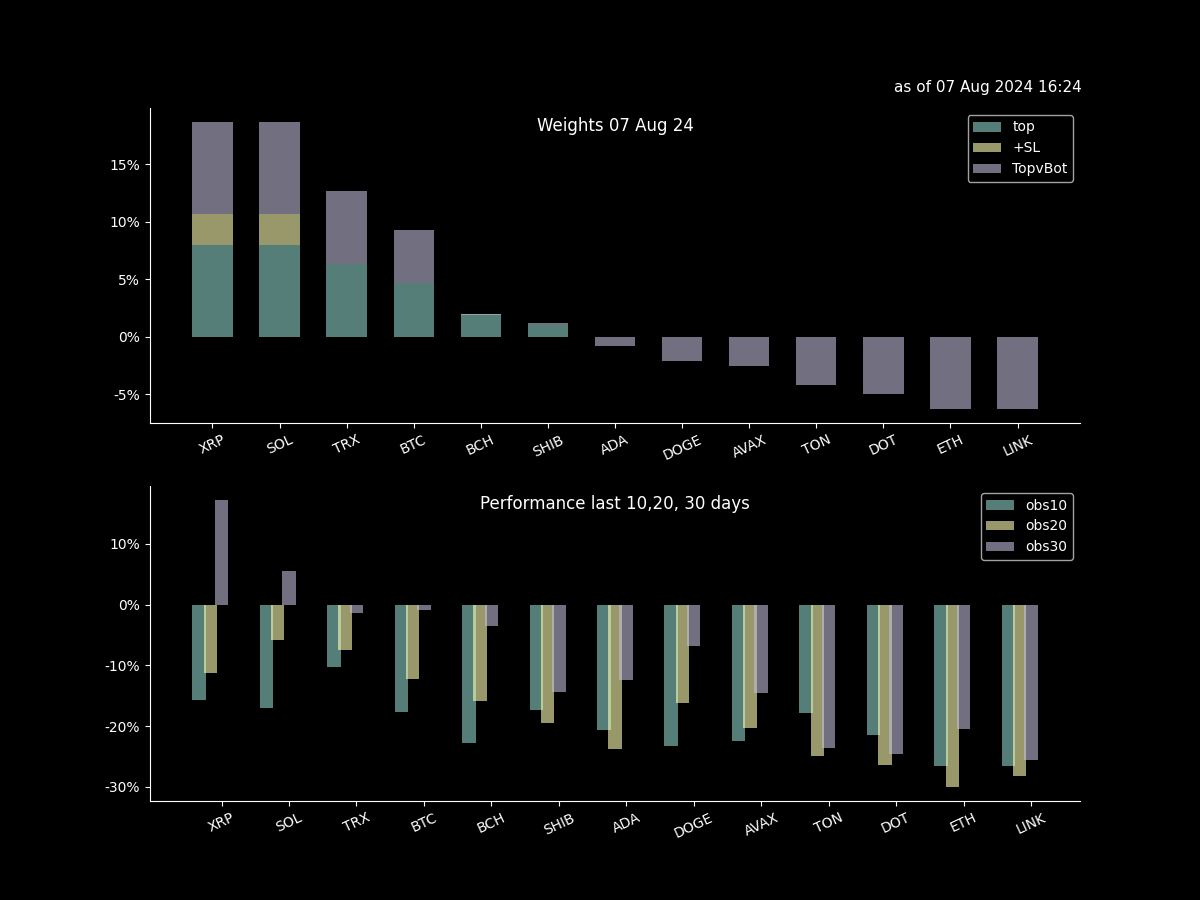 as of 07 Aug 2024 16:24
Weights 07 Aug 24
top
+SL
TopvBot
15%
10%
5%
0%
-5%
XRP SOL TRX BTC BCH SHIB ADA DOGE AVAX TON DOT ETH LINK
Performance last 10,20, 30 days
obs10
obs20
obs30
10%
0%
-10%
-20%
-30%
XRP SOL TRX BTC BCH SHIB ADA DOGE AVAX TON DOT ETH LINK